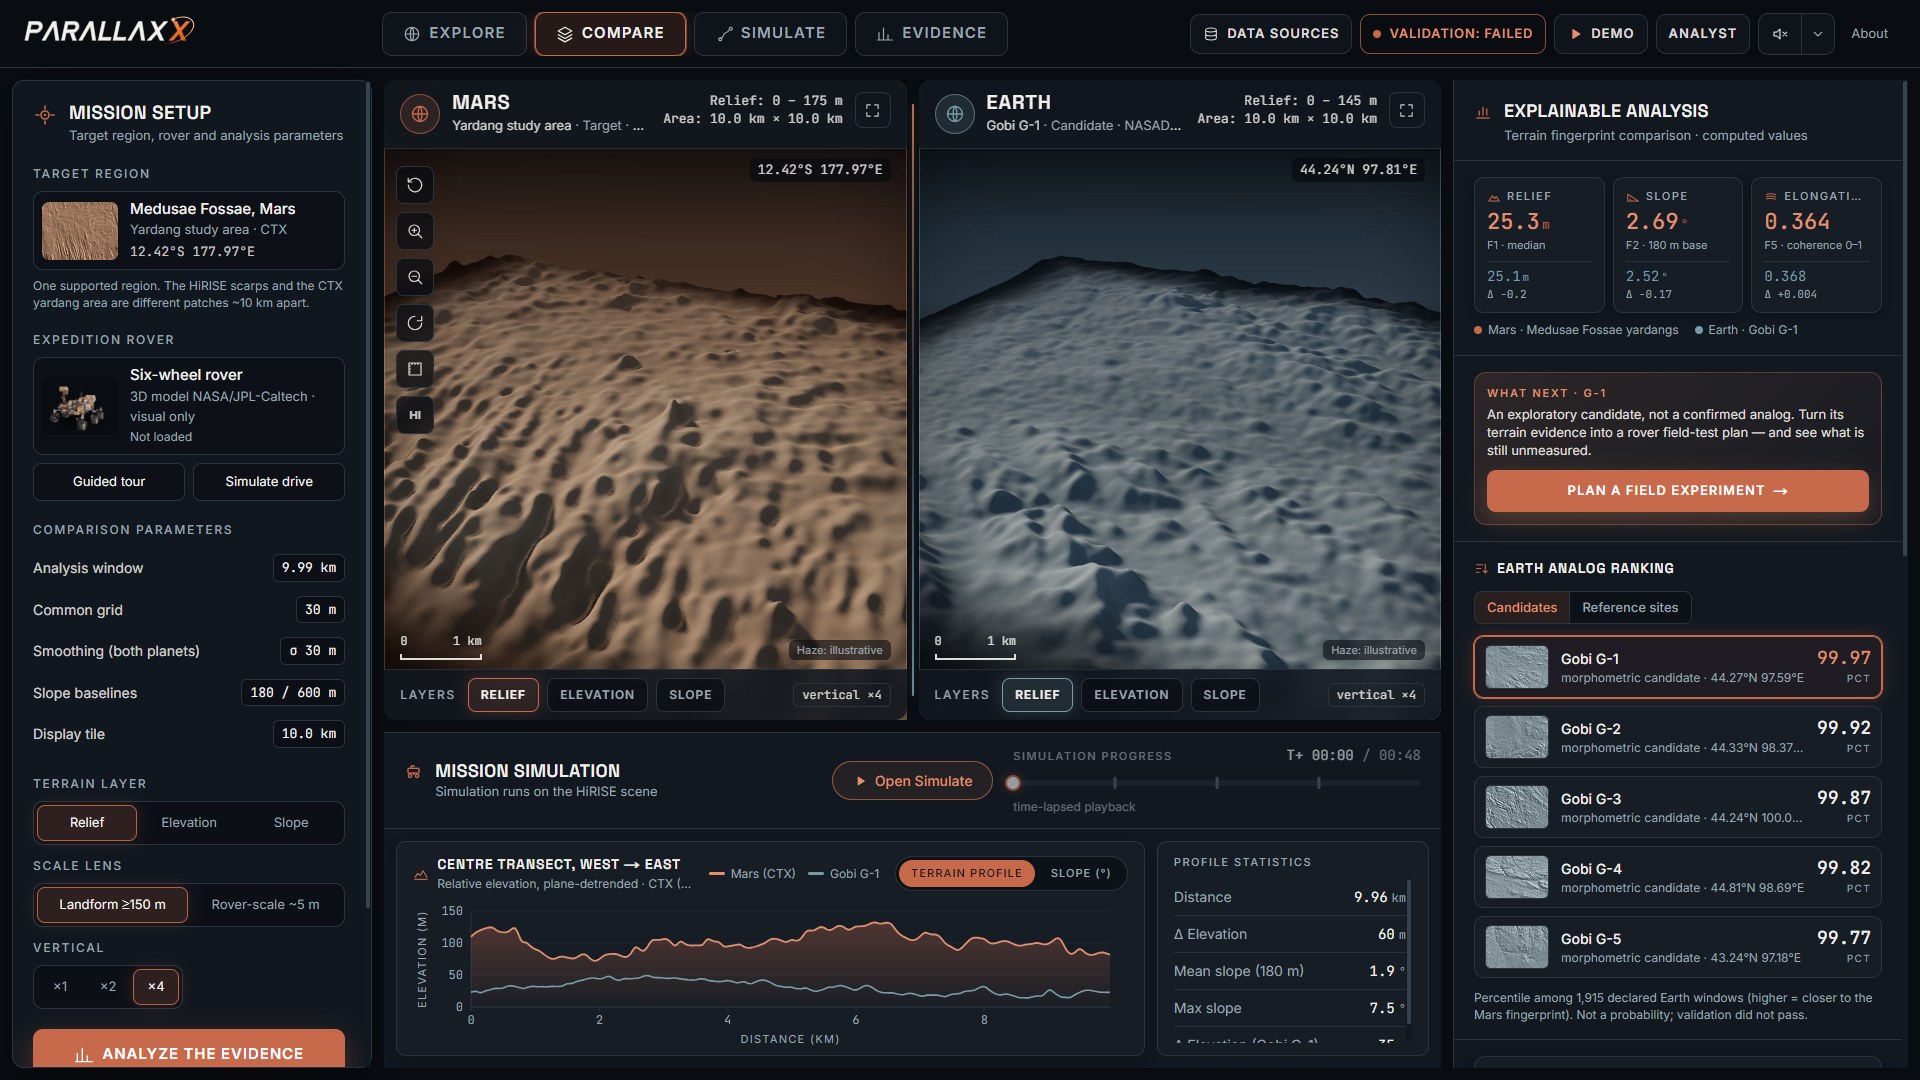 PARALLAX X
EXPLORE
COMPARE
SIMULATE
EVIDENCE
DATA SOURCES
VALIDATION: FAILED
DEMO
ANALYST
About
MISSION SETUP
Target region, rover and analysis parameters
TARGET REGION
Medusae Fossae, Mars
Yardang study area · CTX
12.42°S 177.97°E
One supported region. The HiRISE scarps and the CTX
yardang area are different patches ~10 km apart.
EXPEDITION ROVER
Six-wheel rover
3D model NASA/JPL-Caltech ·
visual only
Not loaded
Guided tour
Simulate drive
COMPARISON PARAMETERS
Analysis window
9.99 km
Common grid
30 m
Smoothing (both planets)
σ 30 m
Slope baselines
180 / 600 m
Display tile
10.0 km
TERRAIN LAYER
Relief
Elevation
Slope
SCALE LENS
Landform ≥150 m
Rover-scale ~5 m
VERTICAL
×1
×2
×4
ANALYZE THE EVIDENCE
MARS
Yardang study area · Target · ...
Relief: 0 – 175 m
Area: 10.0 km × 10.0 km
12.42°S 177.97°E
HI
0 1 km
Haze: illustrative
LAYERS
RELIEF
ELEVATION
SLOPE
vertical ×4
EARTH
Gobi G-1 · Candidate · NASAD...
Relief: 0 – 145 m
Area: 10.0 km × 10.0 km
44.24°N 97.81°E
0 1 km
Haze: illustrative
LAYERS
RELIEF
ELEVATION
SLOPE
vertical ×4
MISSION SIMULATION
Simulation runs on the HiRISE scene
Open Simulate
SIMULATION PROGRESS
T+ 00:00 / 00:48
time-lapsed playback
CENTRE TRANSECT, WEST → EAST
Relative elevation, plane-detrended · CTX (...
Mars (CTX)
Gobi G-1
TERRAIN PROFILE
SLOPE (°)
ELEVATION (M)
150
100
50
0
0 2 4 6 8
DISTANCE (KM)
PROFILE STATISTICS
Distance
9.96 km
Δ Elevation
60 m
Mean slope (180 m)
1.9 °
Max slope
7.5 °
Δ Elevation (Gobi G-1)
35
EXPLAINABLE ANALYSIS
Terrain fingerprint comparison · computed values
RELIEF
25.3 m
F1 · median
25.1 m
Δ -0.2
SLOPE
2.69 °
F2 · 180 m base
2.52 °
Δ -0.17
ELONGATI...
0.364
F5 · coherence 0–1
0.368
Δ +0.004
Mars · Medusae Fossae yardangs
Earth · Gobi G-1
WHAT NEXT · G-1
An exploratory candidate, not a confirmed analog. Turn its
terrain evidence into a rover field-test plan — and see what is
still unmeasured.
PLAN A FIELD EXPERIMENT →
EARTH ANALOG RANKING
Candidates
Reference sites
Gobi G-1
morphometric candidate · 44.27°N 97.59°E
99.97
PCT
Gobi G-2
morphometric candidate · 44.33°N 98.37...
99.92
PCT
Gobi G-3
morphometric candidate · 44.24°N 100.0...
99.87
PCT
Gobi G-4
morphometric candidate · 44.81°N 98.69°E
99.82
PCT
Gobi G-5
morphometric candidate · 43.24°N 97.18°E
99.77
PCT
Percentile among 1,915 declared Earth windows (higher = closer to the
Mars fingerprint). Not a probability; validation did not pass.